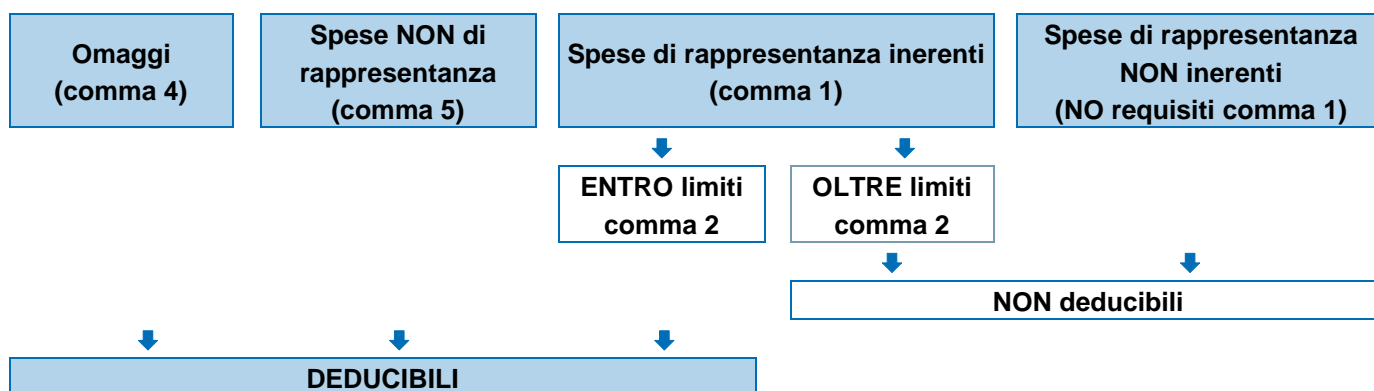 Omaggi
(comma 4)
Spese NON di
rappresentanza
(comma 5)
Spese di rappresentanza inerenti
(comma 1)
Spese di rappresentanza
NON inerenti
(NO requisiti comma 1)
ENTRO limiti
comma 2
OLTRE limiti
comma 2
NON deducibili
DEDUCIBILI